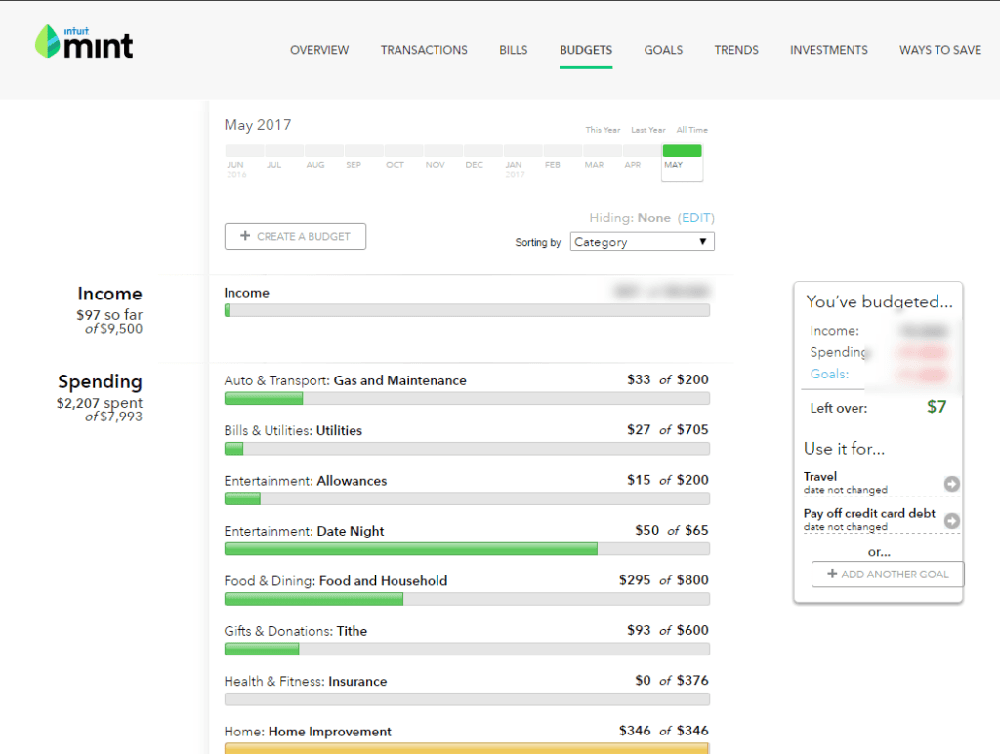 intuit
mint
OVERVIEW TRANSACTIONS BILLS BUDGETS GOALS TRENDS INVESTMENTS WAYS TO SAVE
May 2017
This Year Last Year All Time
JUN JUL AUG SEP OCT NOV DEC JAN FEB MAR APR MAY
2016 2017
Hiding: None (EDIT)
+ CREATE A BUDGET
Sorting by Category
Income
$97 so far
of $9,500
Income
Spending
$2,207 spent
of $7,993
Auto & Transport: Gas and Maintenance $33 of $200
Bills & Utilities: Utilities $27 of $705
Entertainment: Allowances $15 of $200
Entertainment: Date Night $50 of $65
Food & Dining: Food and Household $295 of $800
Gifts & Donations: Tithe $93 of $600
Health & Fitness: Insurance $0 of $376
Home: Home Improvement $346 of $346
You've budgeted...
Income:
Spending
Goals:
Left over: $7
Use it for...
Travel
date not changed
Pay off credit card debt
date not changed
or...
+ ADD ANOTHER GOAL